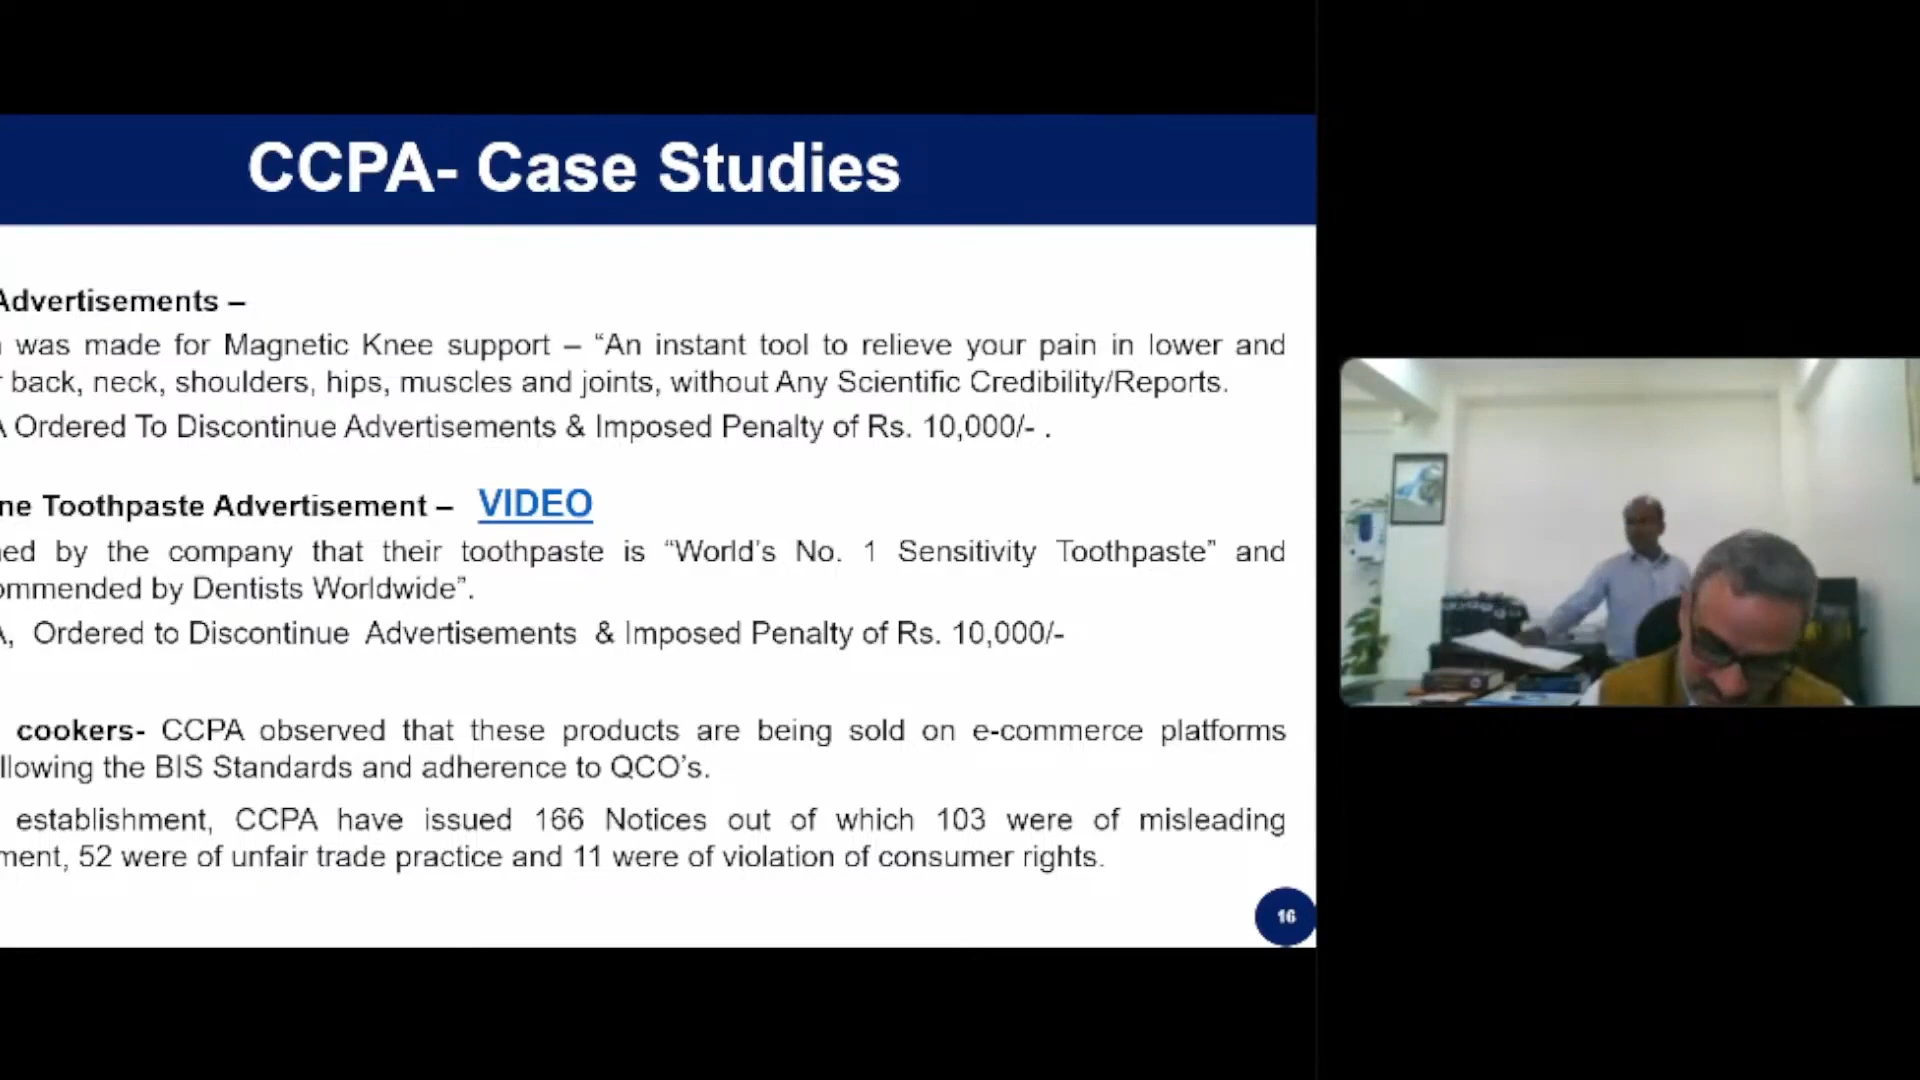 CCPA- Case Studies
Advertisements –
was made for Magnetic Knee support – “An instant tool to relieve your pain in lower and
back, neck, shoulders, hips, muscles and joints, without Any Scientific Credibility/Reports.
Ordered To Discontinue Advertisements & Imposed Penalty of Rs. 10,000/- .
ne Toothpaste Advertisement – VIDEO
ed by the company that their toothpaste is “World’s No. 1 Sensitivity Toothpaste” and
ommended by Dentists Worldwide”.
, Ordered to Discontinue Advertisements & Imposed Penalty of Rs. 10,000/-
cookers- CCPA observed that these products are being sold on e-commerce platforms
llowing the BIS Standards and adherence to QCO’s.
establishment, CCPA have issued 166 Notices out of which 103 were of misleading
ment, 52 were of unfair trade practice and 11 were of violation of consumer rights.
16